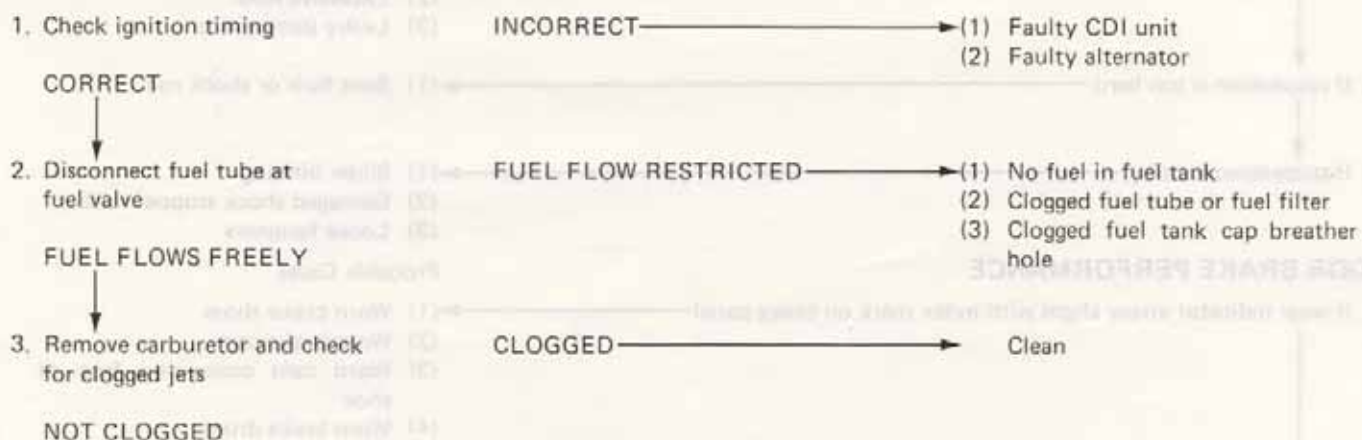 1. Check ignition timing INCORRECT (1) Faulty CDI unit
(2) Faulty alternator
CORRECT
2. Disconnect fuel tube at FUEL FLOW RESTRICTED (1) No fuel in fuel tank
fuel valve (2) Clogged fuel tube or fuel filter
(3) Clogged fuel tank cap breather
FUEL FLOWS FREELY hole
3. Remove carburetor and check CLOGGED Clean
for clogged jets
NOT CLOGGED